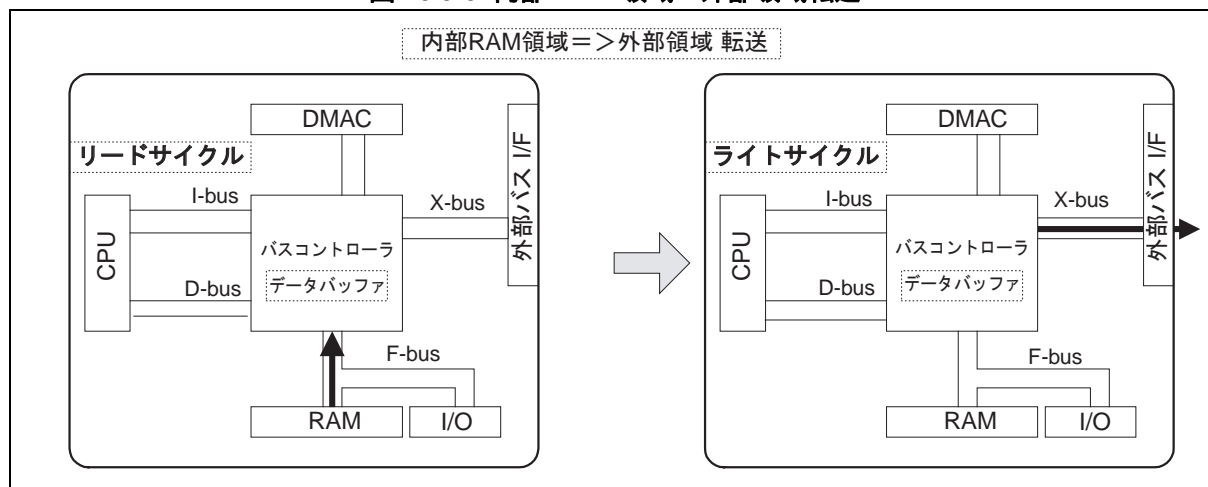 内部RAM領域=>外部領域 転送
DMAC
リードサイクル
外部バス I/F
I-bus
X-bus
CPU
バスコントローラ
データバッファ
D-bus
F-bus
RAM
I/O
DMAC
ライトサイクル
外部バス I/F
I-bus
X-bus
CPU
バスコントローラ
データバッファ
D-bus
F-bus
RAM
I/O